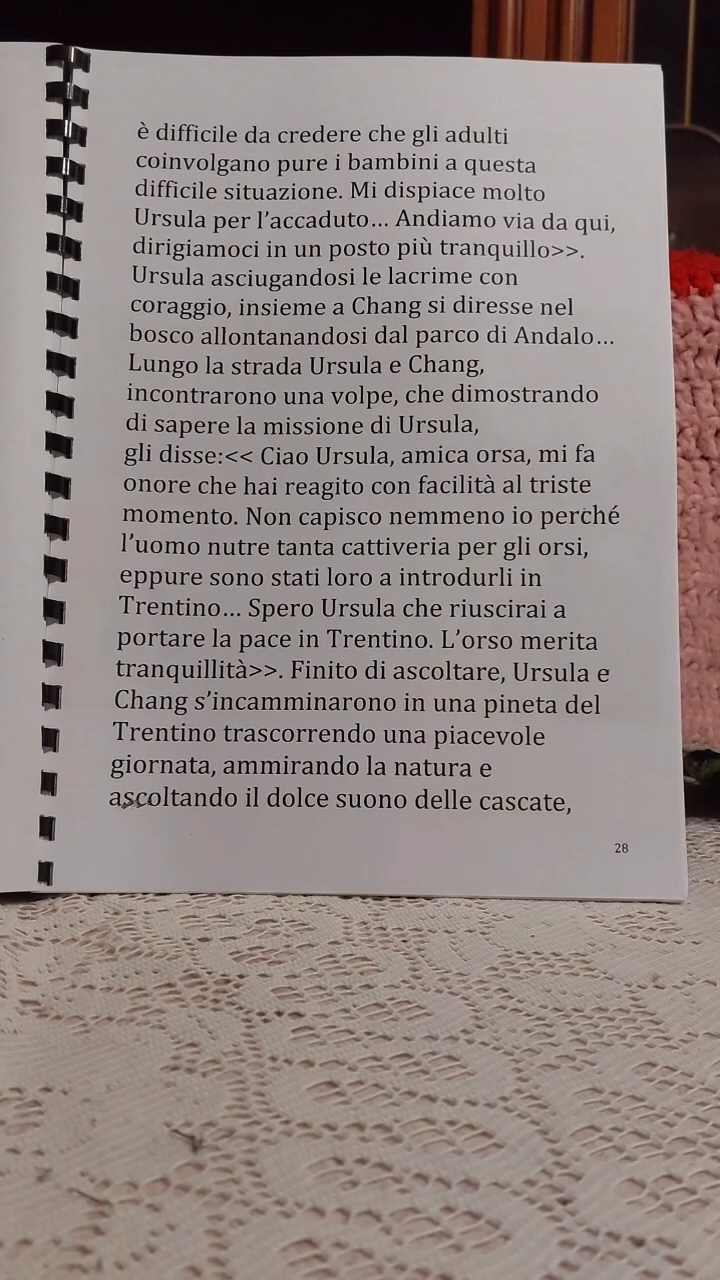 è difficile da credere che gli adulti
coinvolgano pure i bambini a questa
difficile situazione. Mi dispiace molto
Ursula per l'accaduto... Andiamo via da qui,
dirigiamoci in un posto più tranquillo>>.
Ursula asciugandosi le lacrime con
coraggio, insieme a Chang si diresse nel
bosco allontanandosi dal parco di Andalo...
Lungo la strada Ursula e Chang,
incontrarono una volpe, che dimostrando
di sapere la missione di Ursula,
gli disse:<< Ciao Ursula, amica orsa, mi fa
onore che hai reagito con facilità al triste
momento. Non capisco nemmeno io perché
l'uomo nutre tanta cattiveria per gli orsi,
eppure sono stati loro a introdurli in
Trentino... Spero Ursula che riuscirai a
portare la pace in Trentino. L'orso merita
tranquillità>>. Finito di ascoltare, Ursula e
Chang s'incamminarono in una pineta del
Trentino trascorrendo una piacevole
giornata, ammirando la natura e
ascoltando il dolce suono delle cascate,
28